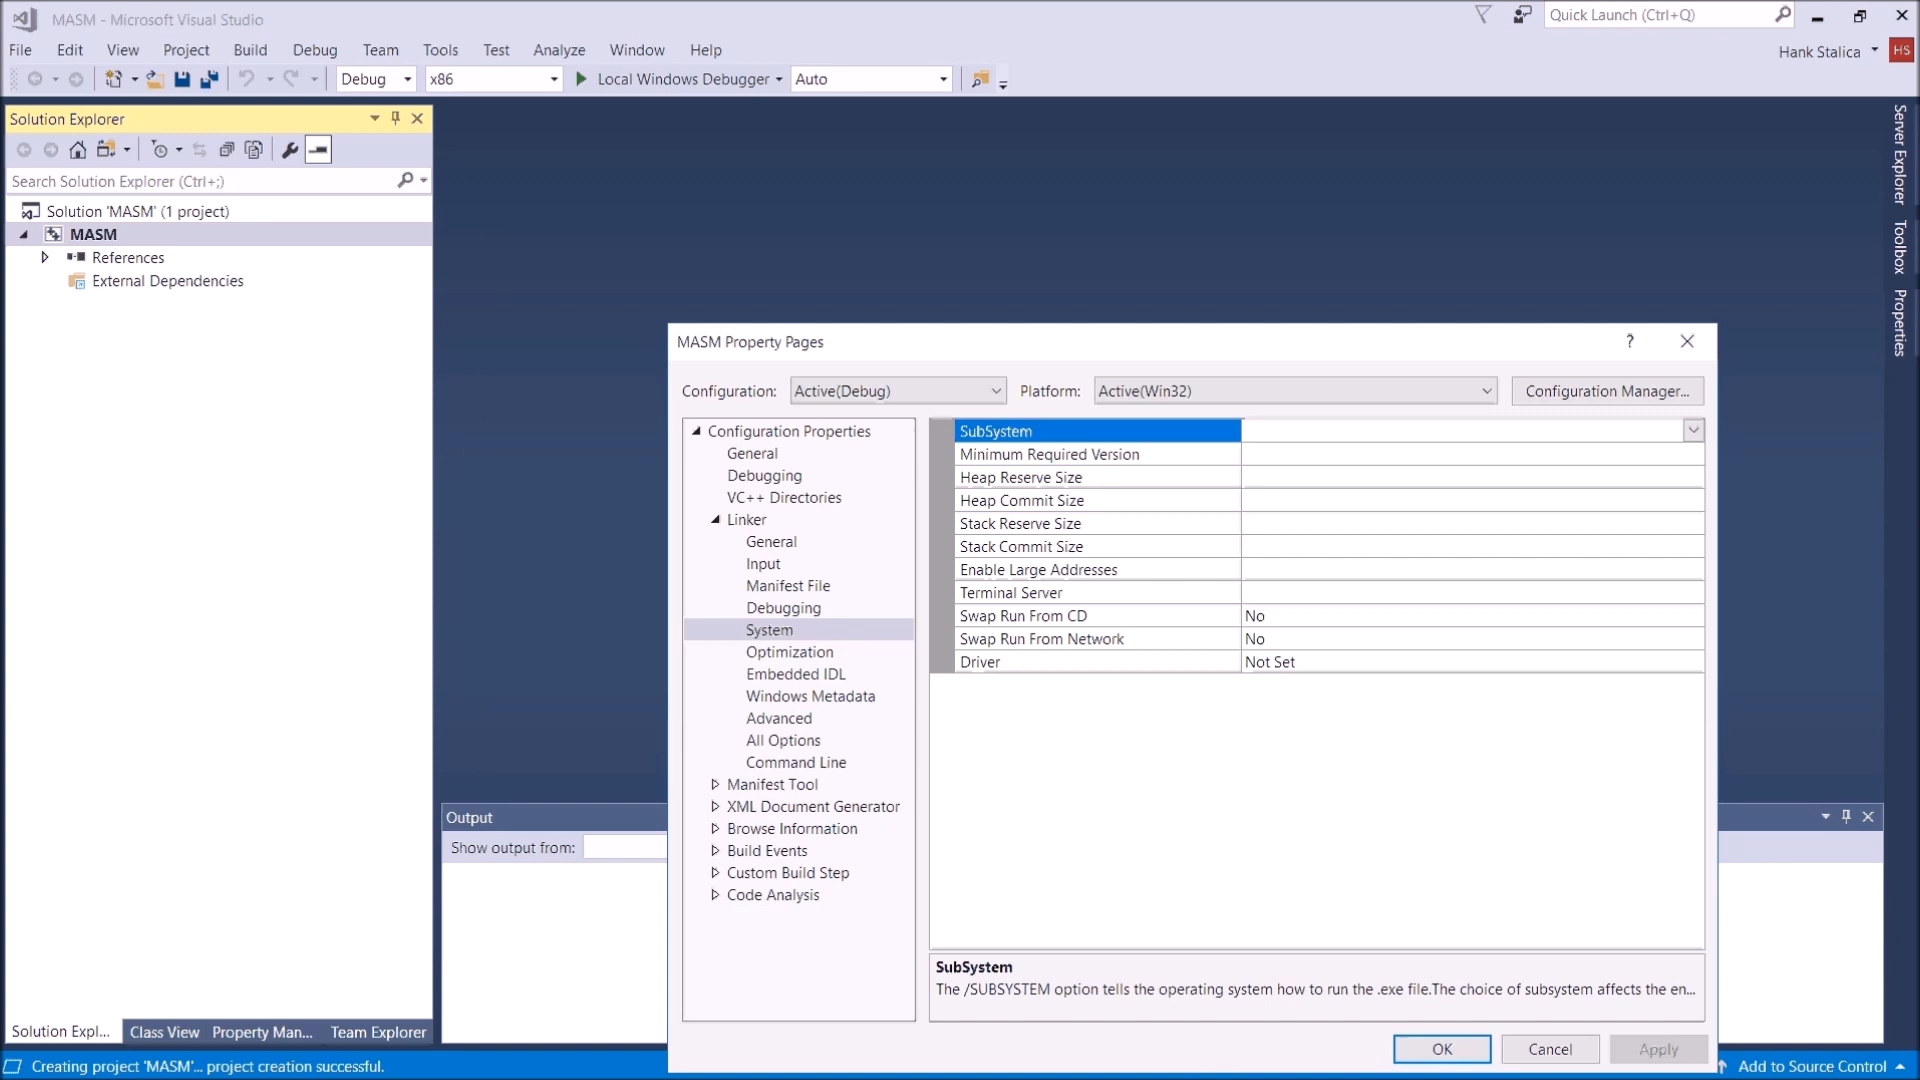 MASM - Microsoft Visual Studio
Quick Launch (Ctrl+Q)
File Edit View Project Build Debug Team Tools Test Analyze Window Help
Hank Stalica
HS
Debug x86 Local Windows Debugger Auto
Solution Explorer
Search Solution Explorer (Ctrl+;)
Solution 'MASM' (1 project)
MASM
References
External Dependencies
Server Explorer
Toolbox
Properties
MASM Property Pages
?
Configuration: Active(Debug) Platform: Active(Win32) Configuration Manager...
Configuration Properties
General
Debugging
VC++ Directories
Linker
General
Input
Manifest File
Debugging
System
Optimization
Embedded IDL
Windows Metadata
Advanced
All Options
Command Line
Manifest Tool
XML Document Generator
Browse Information
Build Events
Custom Build Step
Code Analysis
SubSystem
Minimum Required Version
Heap Reserve Size
Heap Commit Size
Stack Reserve Size
Stack Commit Size
Enable Large Addresses
Terminal Server
Swap Run From CD No
Swap Run From Network No
Driver Not Set
SubSystem
The /SUBSYSTEM option tells the operating system how to run the .exe file.The choice of subsystem affects the en...
OK Cancel Apply
Output
Show output from:
Solution Expl... Class View Property Man... Team Explorer
Creating project 'MASM'... project creation successful.
Add to Source Control